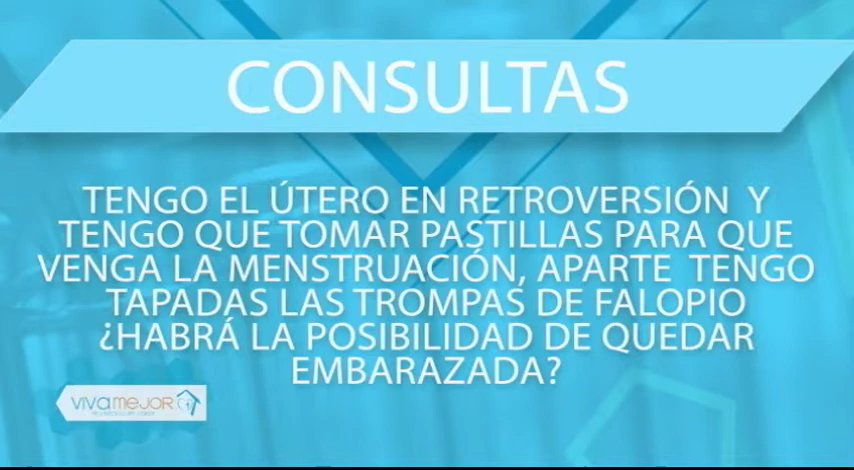 CONSULTAS
TENGO EL ÚTERO EN RETROVERSIÓN Y
TENGO QUE TOMAR PASTILLAS PARA QUE
VENGA LA MENSTRUACIÓN, APARTE TENGO
TAPADAS LAS TROMPAS DE FALOPIO
¿HABRÁ LA POSIBILIDAD DE QUEDAR
EMBARAZADA?
VIVAMEJOR